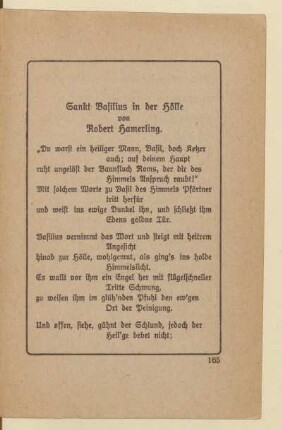 Sankt Basilius in der Hölle
von
Robert Hamerling.
„Du warst ein heiliger Mann, Basil, doch Ketzer
auch; auf deinem Haupt
ruht ungelöst der Bannfluch Roms, der dir des
Himmels Anspruch raubt!"
Mit solchem Worte zu Basil des Himmels Pförtner
tritt herfür
und weist ins ewige Dunkel ihn, und schließt ihm
Edens goldne Tür.
Basilius vernimmt das Wort und steigt mit heitrem
Angesicht
hinab zur Hölle, wohlgemut, als ging's ins holde
Himmelslicht.
Es wallt vor ihm ein Engel her mit flügelschneller
Tritte Schwung,
zu weisen ihm im glüh'nden Pfuhl den ew'gen
Ort der Peinigung.
Und offen, siehe, gähnt der Schlund, jedoch der
Heil'ge bebet nicht;
165